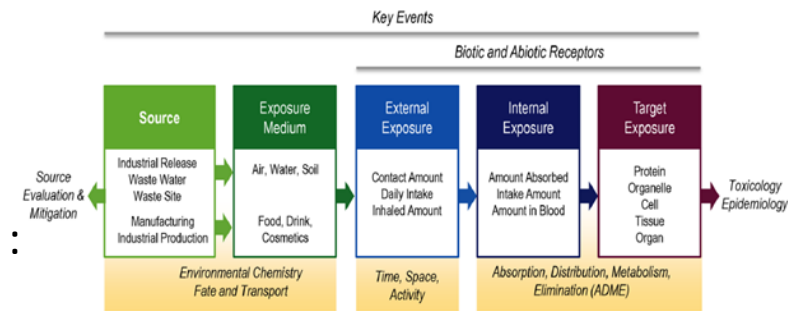 Key Events
Biotic and Abiotic Receptors
Source
Exposure
Medium
External
Exposure
Internal
Exposure
Target
Exposure
Source
Evaluation &
Mitigation
Industrial Release
Waste Water
Waste Site
Manufacturing
Industrial Production
Air, Water, Soil
Food, Drink,
Cosmetics
Contact Amount
Daily Intake
Inhaled Amount
Amount Absorbed
Intake Amount
Amount in Blood
Protein
Organelle
Cell
Tissue
Organ
Toxicology
Epidemiology
:
:
Environmental Chemistry
Fate and Transport
Time, Space,
Activity
Absorption, Distribution, Metabolism,
Elimination (ADME)